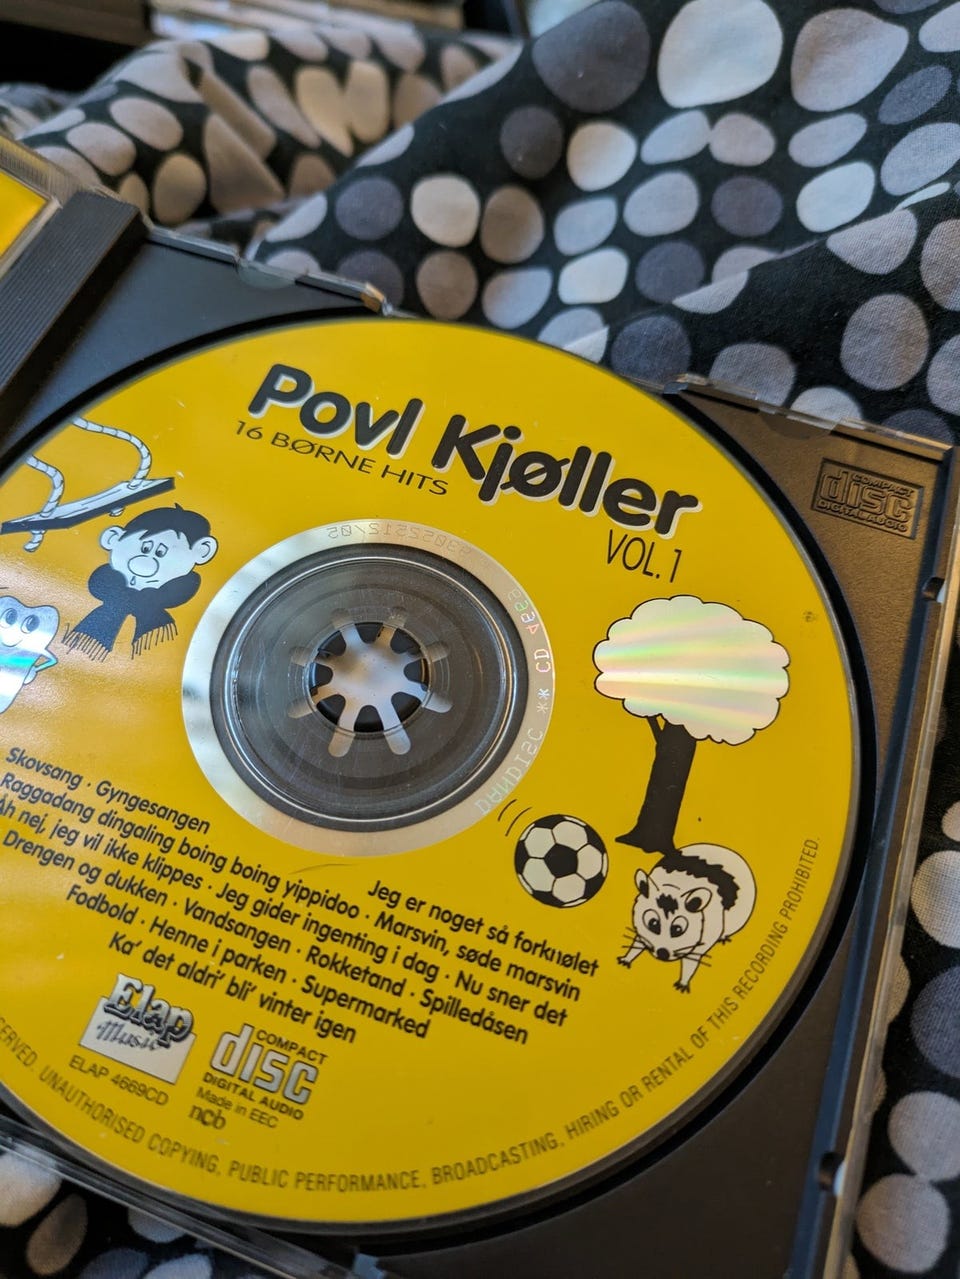 Povl Kjøller
16 BØRNE HITS
VOL.1
COMPACT
disc
DIGITAL AUDIO
DANDISC ** CD 4669
Skovsang · Gyngesangen
Jeg er noget så forkuølet
Raggadang dingaling boing boing yippidoo · Marsvin, søde marsvin
Åh nej, jeg vil ikke klippes · Jeg gider ingenting i dag · Nu sner det
Drengen og dukken · Vandsangen · Rokketand · Spilledåsen
Fodbold · Henne i parken · Supermarked
Ka' det aldri' bli' vinter igen
Elap
Music
ELAP 4669CD
COMPACT
disc
DIGITAL AUDIO
Made in EEC
ncb
UNAUTHORISED COPYING, PUBLIC PERFORMANCE, BROADCASTING, HIRING OR RENTAL OF THIS RECORDING PROHIBITED.